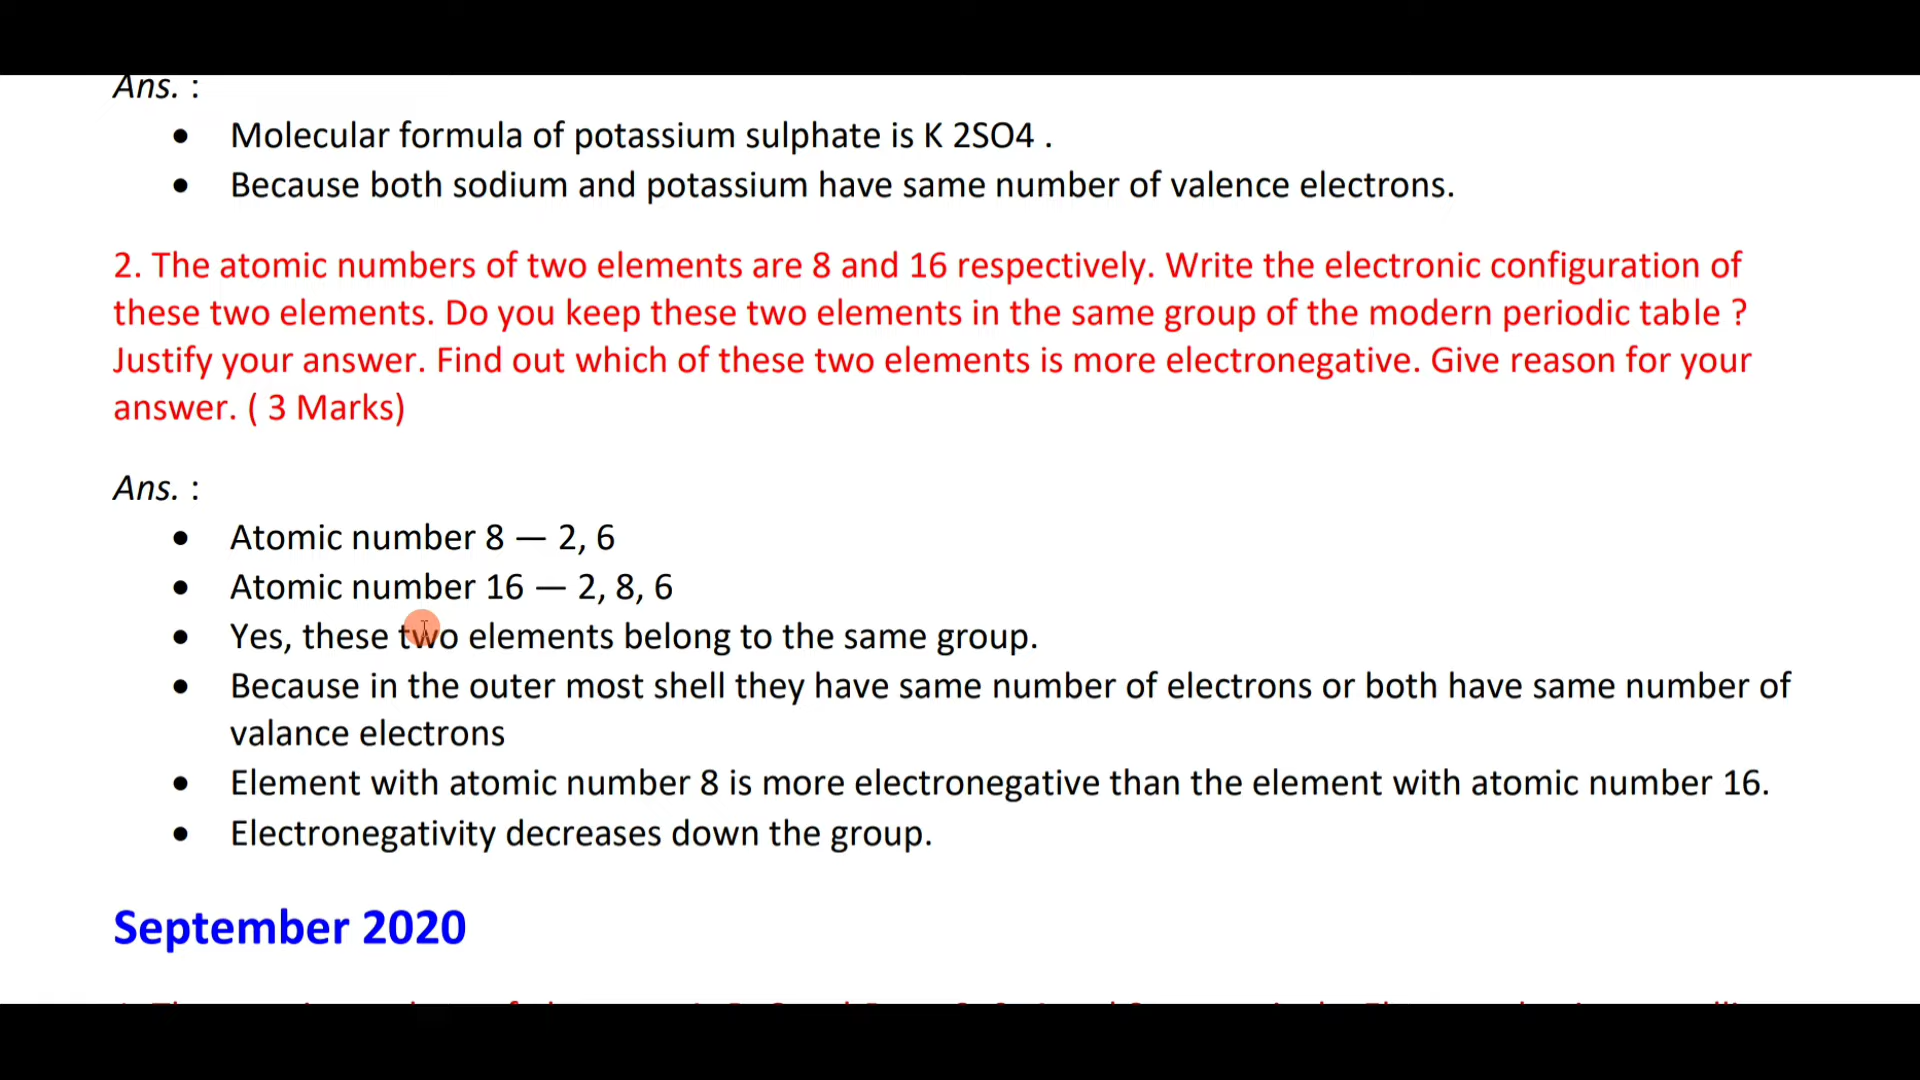 Ans. :
• Molecular formula of potassium sulphate is K 2SO4 .
• Because both sodium and potassium have same number of valence electrons.
2. The atomic numbers of two elements are 8 and 16 respectively. Write the electronic configuration of
these two elements. Do you keep these two elements in the same group of the modern periodic table ?
Justify your answer. Find out which of these two elements is more electronegative. Give reason for your
answer. ( 3 Marks)
Ans. :
• Atomic number 8 — 2, 6
• Atomic number 16 — 2, 8, 6
• Yes, these two elements belong to the same group.
• Because in the outer most shell they have same number of electrons or both have same number of
valance electrons
• Element with atomic number 8 is more electronegative than the element with atomic number 16.
• Electronegativity decreases down the group.
September 2020